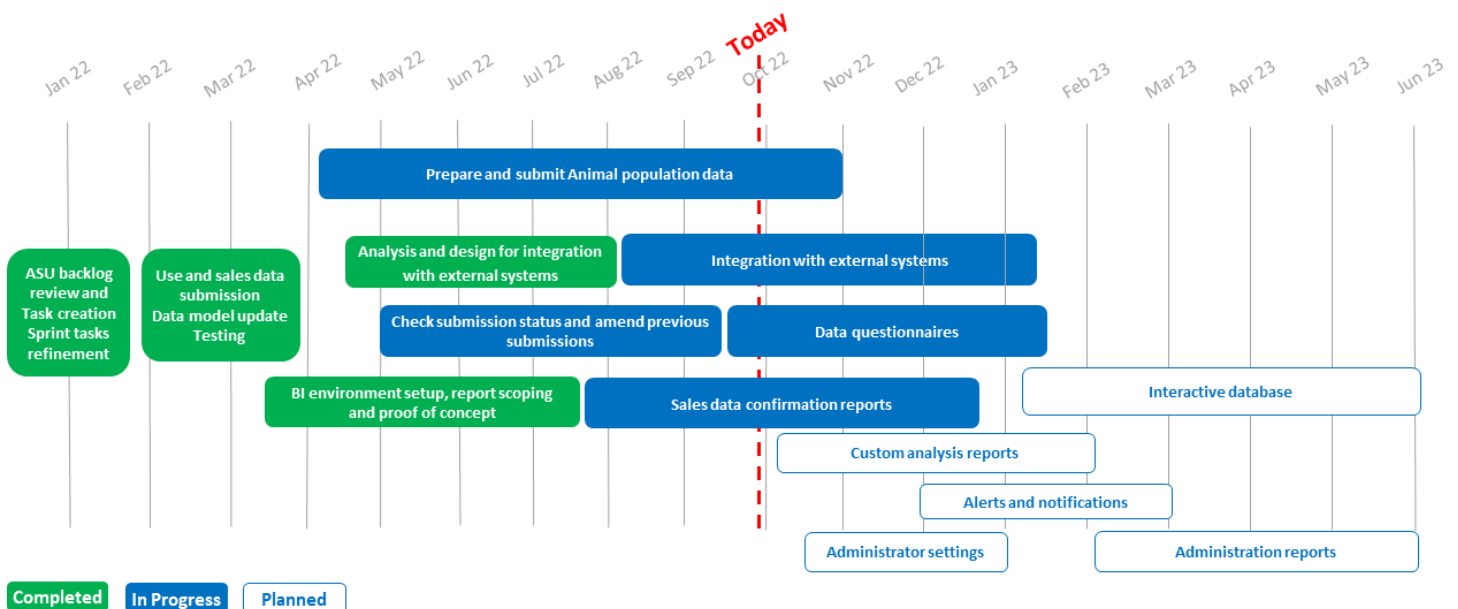 Today
Jan 22
Feb 22
Mar 22
Apr 22
May 22
Jun 22
Jul 22
Aug 22
Sep 22
Oct 22
Nov 22
Dec 22
Jan 23
Feb 23
Mar 23
Apr 23
May 23
Jun 23
Prepare and submit Animal population data
ASU backlog
review and
Task creation
Sprint tasks
refinement
Use and sales data
submission
Data model update
Testing
Analysis and design for integration
with external systems
Integration with external systems
Check submission status and amend previous
submissions
Data questionnaires
BI environment setup, report scoping
and proof of concept
Sales data confirmation reports
Interactive database
Custom analysis reports
Alerts and notifications
Administrator settings
Administration reports
Completed
In Progress
Planned